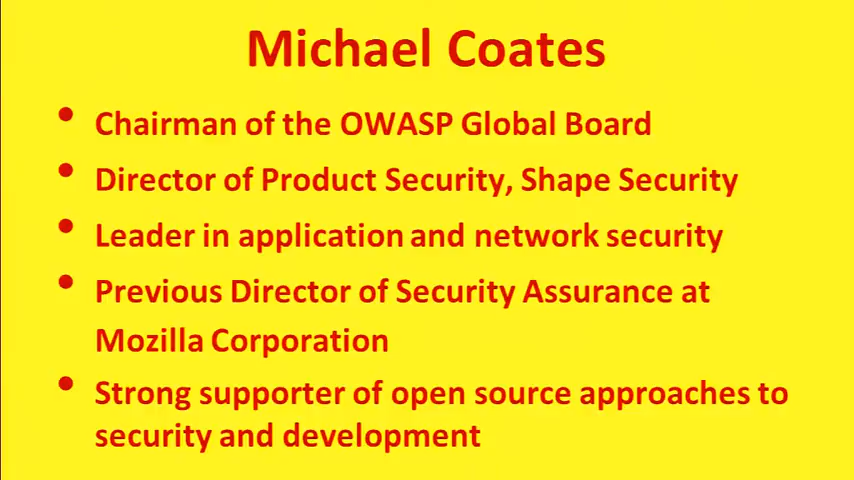 Michael Coates
• Chairman of the OWASP Global Board
• Director of Product Security, Shape Security
• Leader in application and network security
• Previous Director of Security Assurance at
Mozilla Corporation
• Strong supporter of open source approaches to
security and development